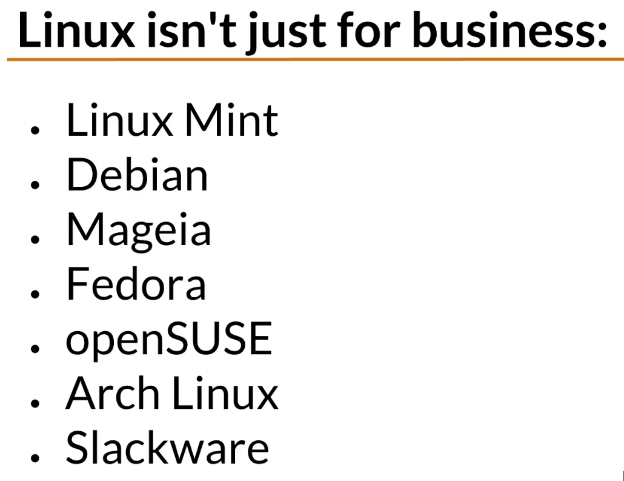 Linux isn't just for business:
• Linux Mint
• Debian
• Mageia
• Fedora
• openSUSE
• Arch Linux
• Slackware